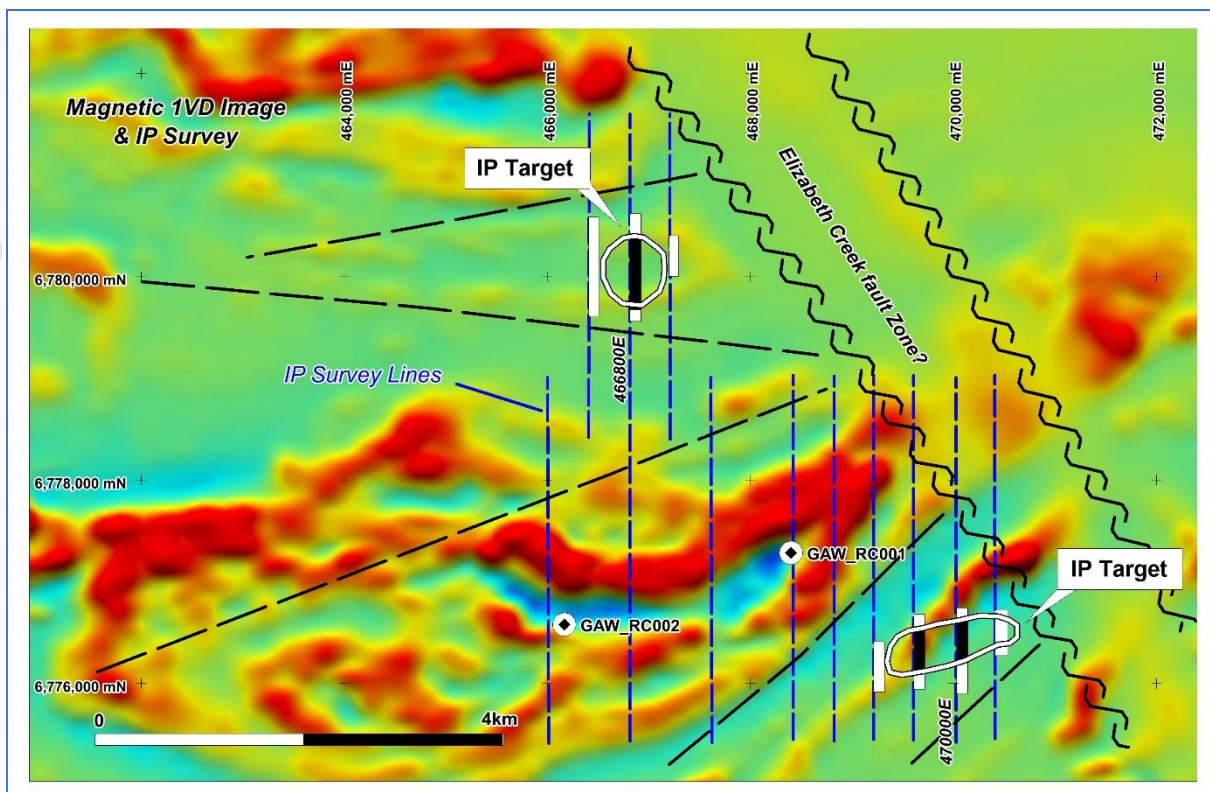 Magnetic 1VD Image
& IP Survey
464,000 mE
466,000 mE
468,000 mE
470,000 mE
472,000 mE
IP Target
Elizabeth Creek fault Zone?
6,780,000 mN
466800E
IP Survey Lines
6,778,000 mN
GAW_RC001
IP Target
GAW_RC002
6,776,000 mN
470000E
0
4km